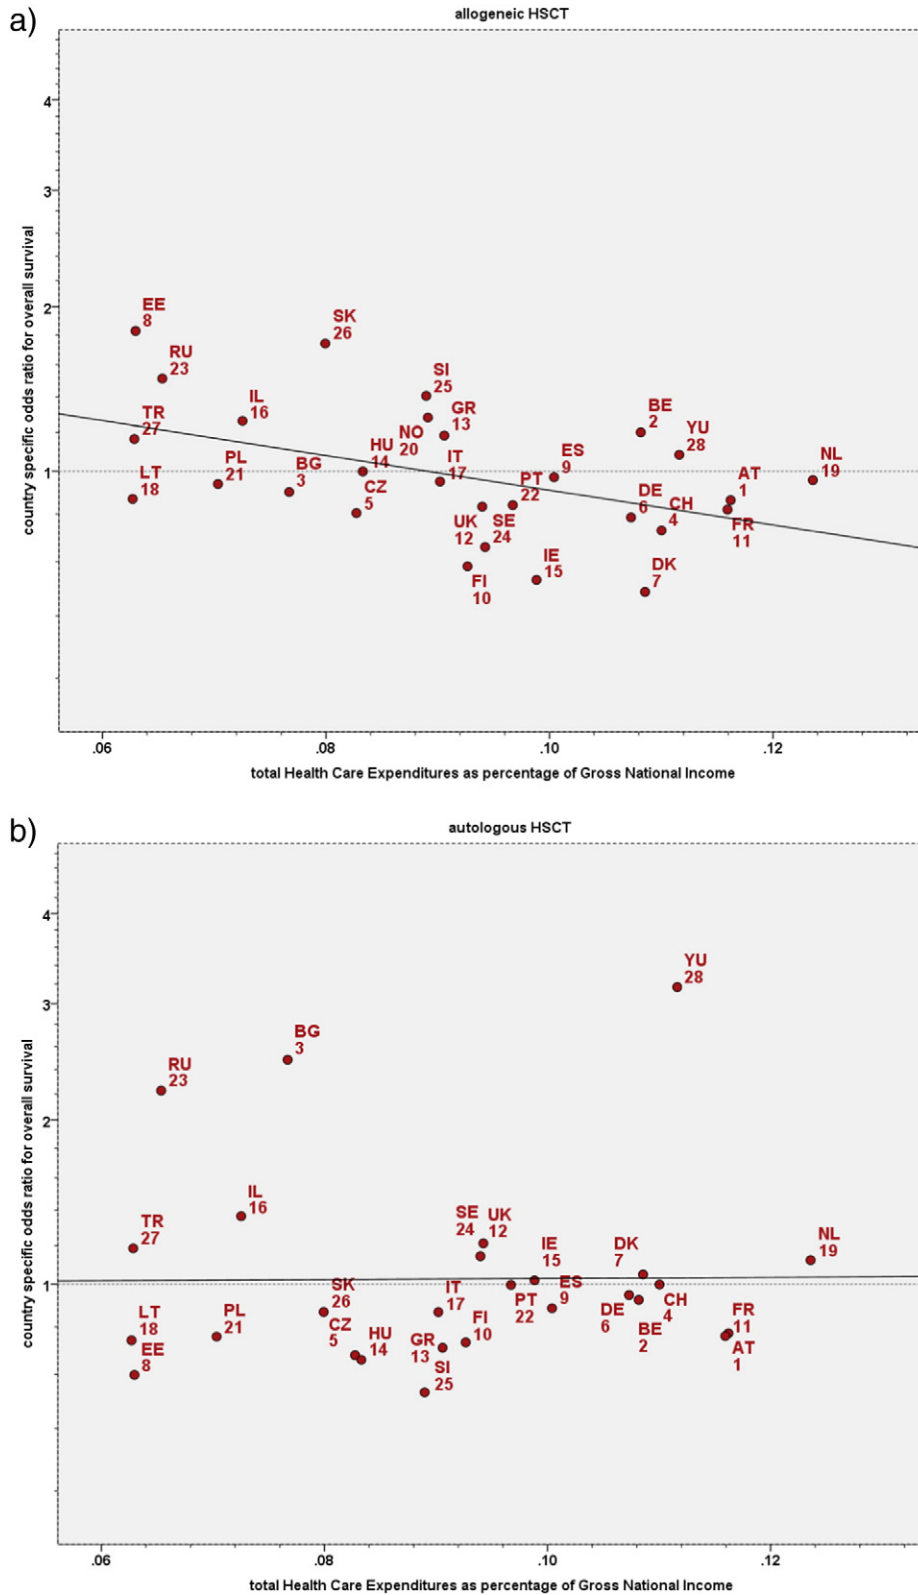 a)
allogeneic HSCT
country specific odds ratio for overall survival
4
3
2
1
EE
8
SK
26
RU
23
SI
25
IL
16
TR
27
GR
13
BE
2
NO
20
YU
28
HU
14
ES
9
NL
19
IT
17
PL
21
BG
3
LT
18
AT
1
PT
22
DE
6
CZ
5
CH
4
UK
12
SE
24
FR
11
IE
15
DK
7
FI
10
.06
.08
.10
.12
total Health Care Expenditures as percentage of Gross National Income
b)
autologous HSCT
country specific odds ratio for overall survival
4
3
2
1
YU
28
BG
3
RU
23
IL
16
SE
24
UK
12
TR
27
NL
19
IE
15
DK
7
SK
26
IT
17
ES
9
PT
22
CH
4
LT
18
PL
21
CZ
5
HU
14
FI
10
DE
6
BE
2
FR
11
GR
13
AT
1
EE
8
SI
25
.06
.08
.10
.12
total Health Care Expenditures as percentage of Gross National Income